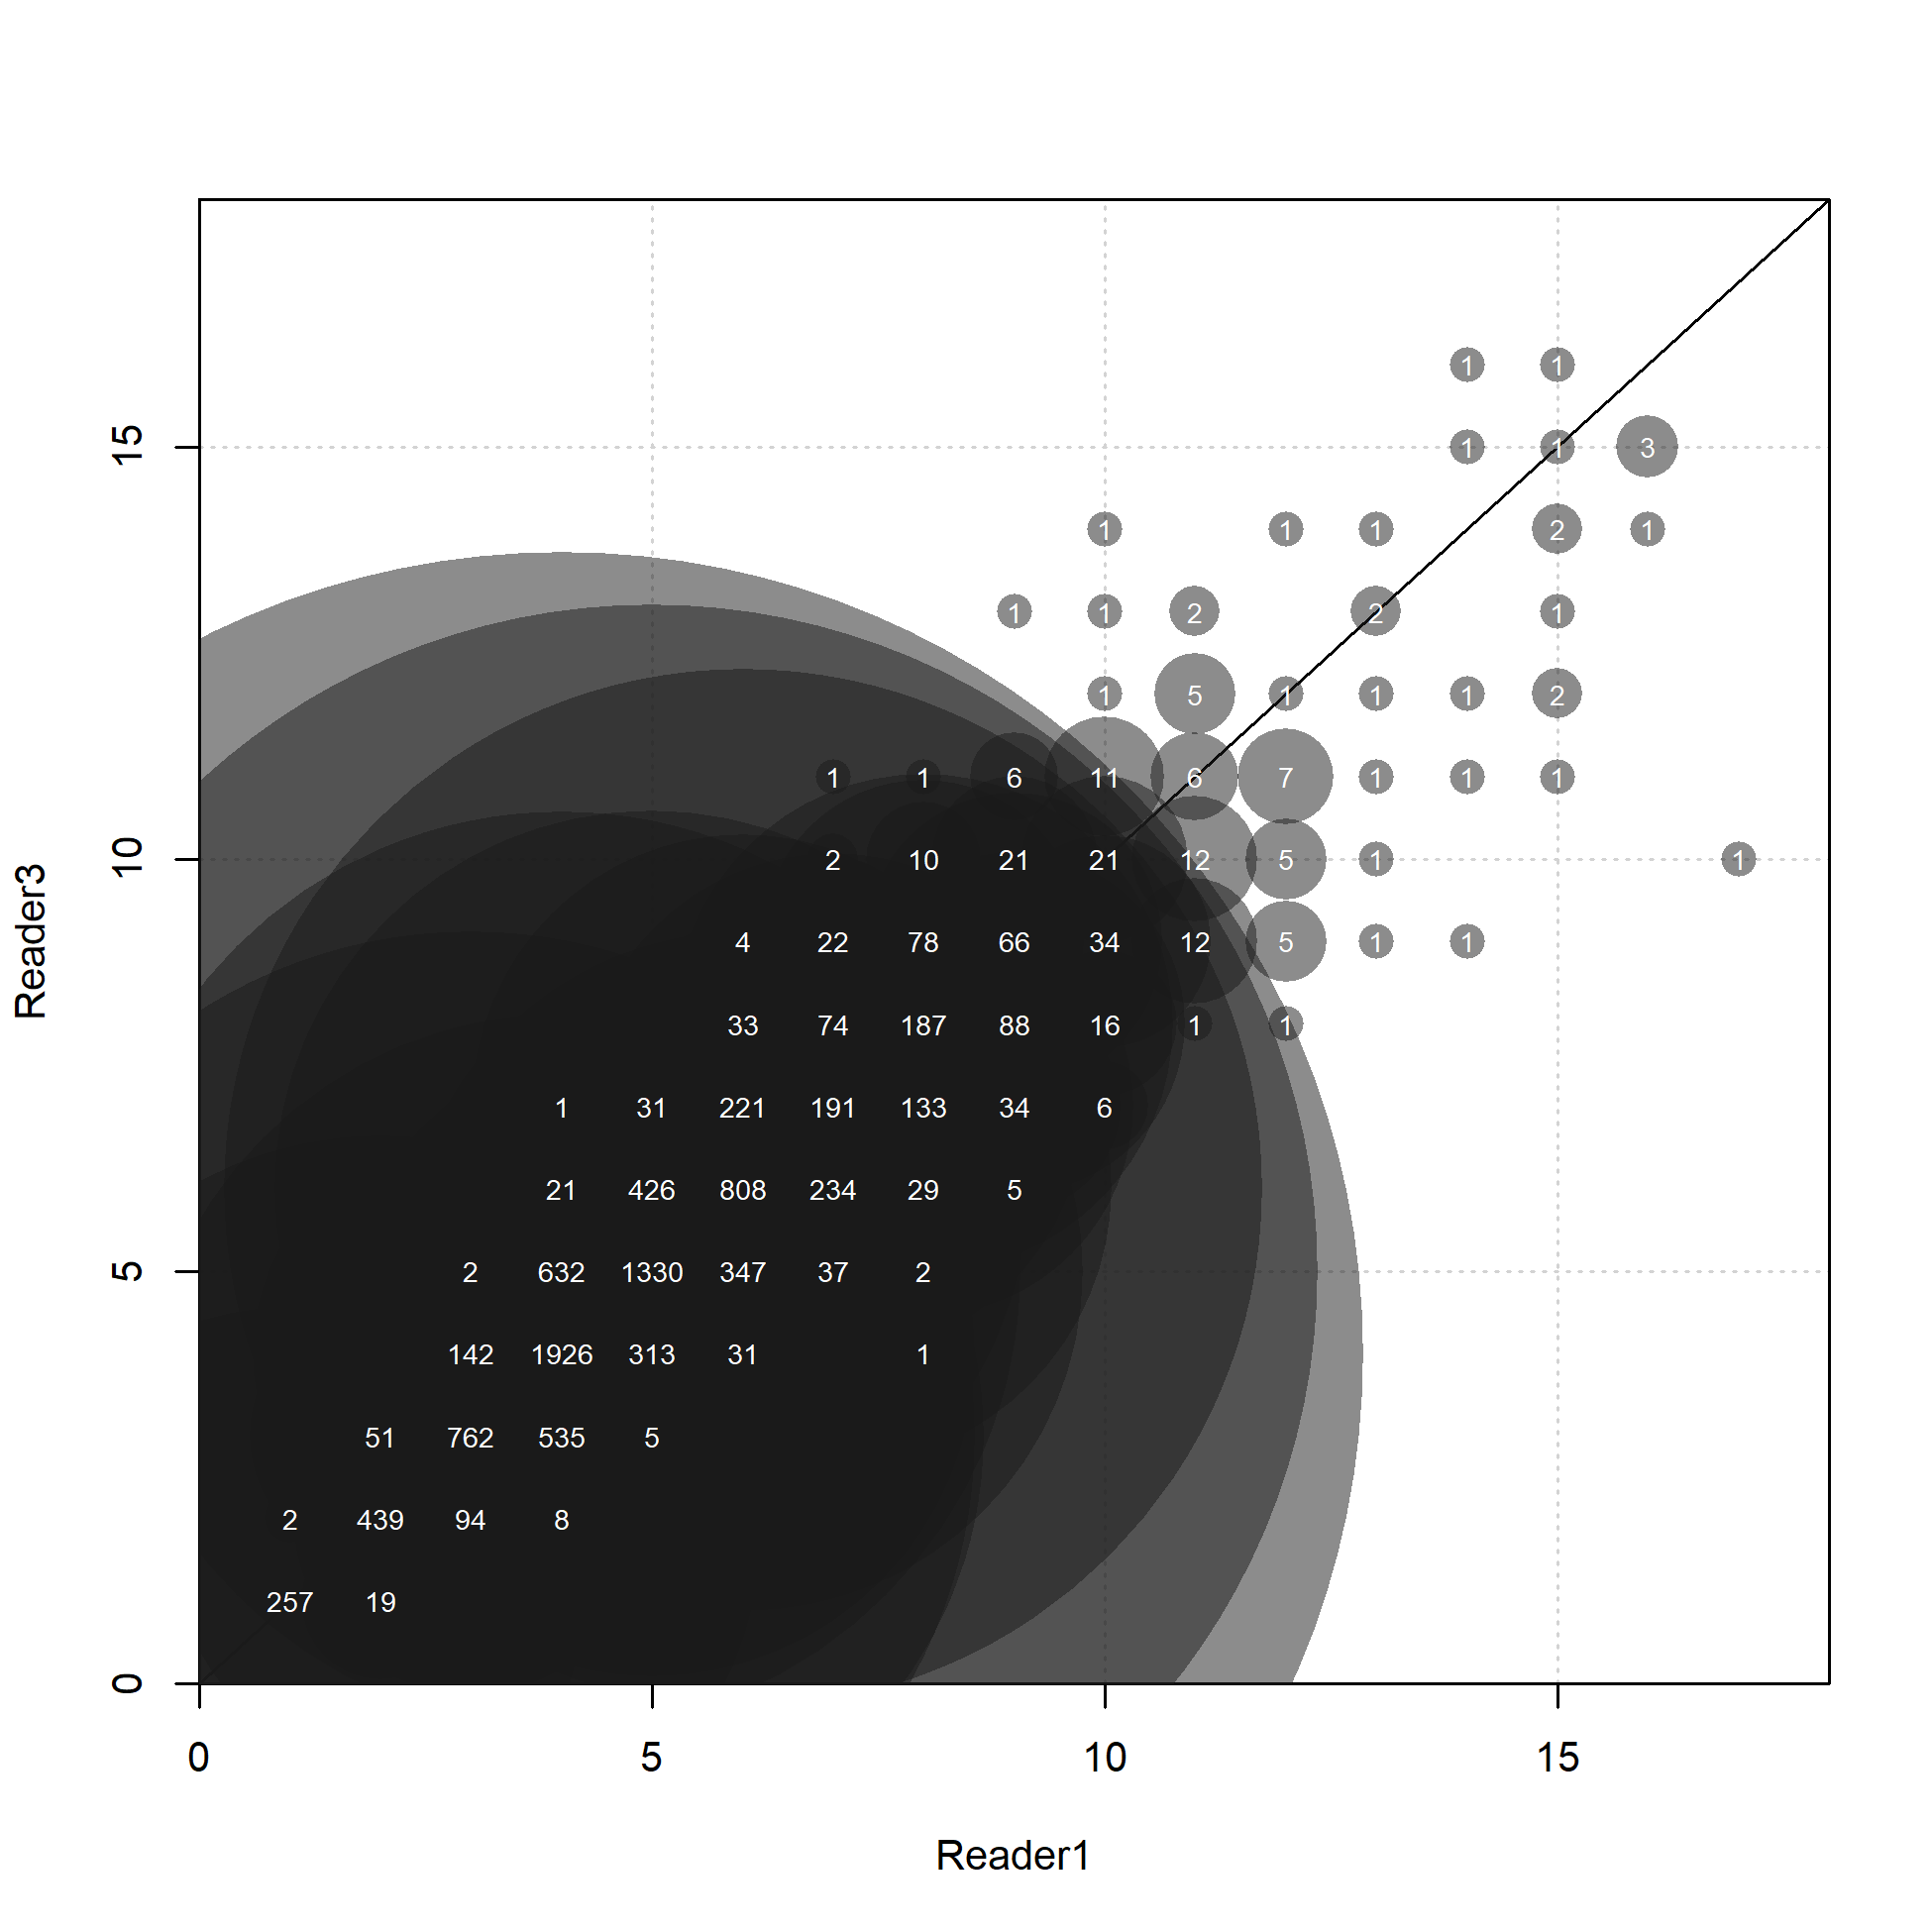 1 1
15 1 1 3
1 1 1 2 1
1 1 2 2 1
1 5 1 1 1 2
1 1 6 11 6 7 1 1 1
10 2 10 21 21 12 5 1 1
4 22 78 66 34 12 5 1 1
33 74 187 88 16 1 1
1 31 221 191 133 34 6
21 426 808 234 29 5
5 2 632 1330 347 37 2
142 1926 313 31 1
51 762 535 5
2 439 94 8
257 19
0
0 5 10 15
Reader3
Reader1